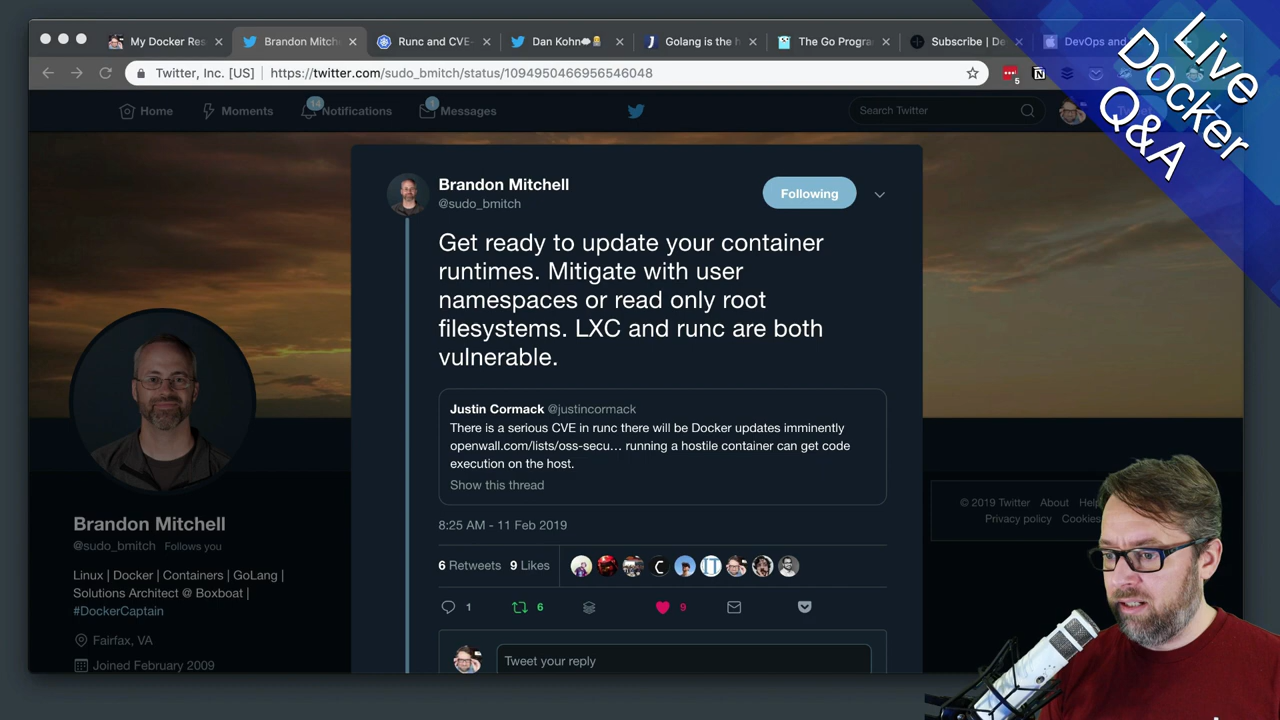 My Docker Res
Brandon Mitch
Runc and CVE-
Dan Kohn
Golang is the h
The Go Progra
Subscribe | De
DevOps and
Live
Docker
Q&A
Twitter, Inc. [US] | https://twitter.com/sudo_bmitch/status/1094950466956546048
5
Home
Moments
14
Notifications
1
Messages
Search Twitter
Brandon Mitchell
@sudo_bmitch
Following
Get ready to update your container
runtimes. Mitigate with user
namespaces or read only root
filesystems. LXC and runc are both
vulnerable.
Justin Cormack @justincormack
There is a serious CVE in runc there will be Docker updates imminently
openwall.com/lists/oss-secu… running a hostile container can get code
execution on the host.
Show this thread
8:25 AM - 11 Feb 2019
6 Retweets 9 Likes
1
6
9
Tweet your reply
Brandon Mitchell
@sudo_bmitch Follows you
Linux | Docker | Containers | GoLang |
Solutions Architect @ Boxboat |
#DockerCaptain
Fairfax, VA
Joined February 2009
© 2019 Twitter About Help
Privacy policy Cookies